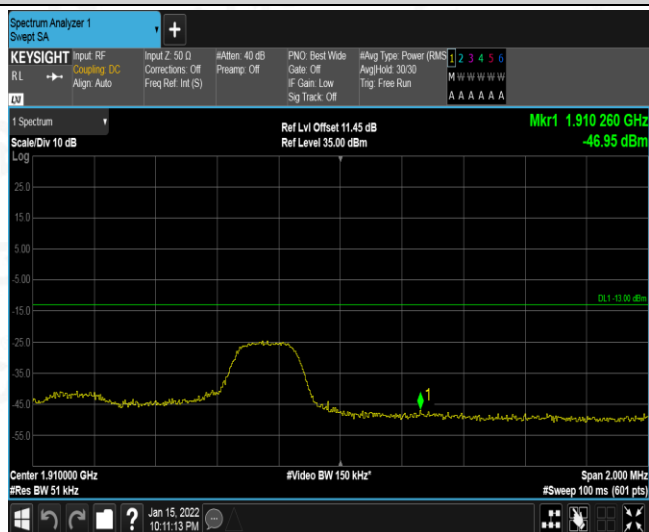 Spectrum Analyzer 1
Swept SA
+
KEYSIGHT
RL
LXI
Input: RF
Coupling: DC
Align: Auto
Input Z: 50 Ω
Corrections: Off
Freq Ref: Int (S)
#Atten: 40 dB
Preamp: Off
PNO: Best Wide
Gate: Off
IF Gain: Low
Sig Track: Off
#Avg Type: Power (RMS
Avg|Hold: 30/30
Trig: Free Run
1 2 3 4 5 6
M W W W W W
A A A A A A
1 Spectrum
Scale/Div 10 dB
Log
Ref Lvl Offset 11.45 dB
Ref Level 35.00 dBm
Mkr1 1.910 260 GHz
-46.95 dBm
25.0
15.0
5.00
-5.00
DL1 -13.00 dBm
-15.0
-25.0
-35.0
1
-45.0
-55.0
Center 1.910000 GHz
#Res BW 51 kHz
#Video BW 150 kHz*
Span 2.000 MHz
#Sweep 100 ms (601 pts)
?
Jan 15, 2022
10:11:13 PM